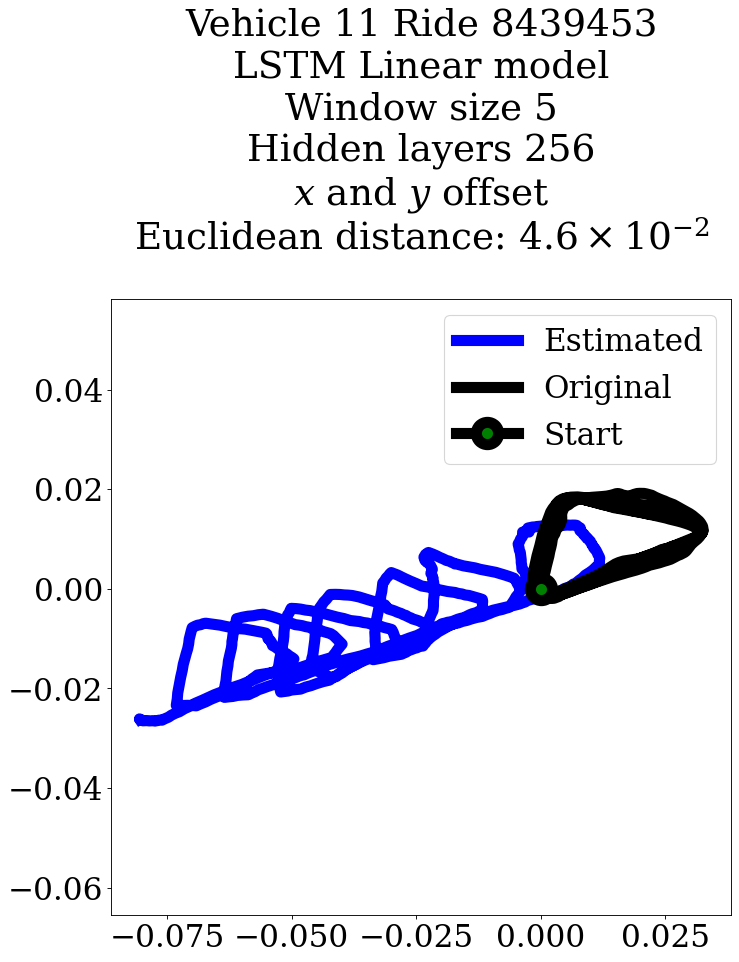 Vehicle 11 Ride 8439453
LSTM Linear model
Window size 5
Hidden layers 256
x and y offset
Euclidean distance: 4.6 × 10⁻²
Estimated
Original
Start
0.04
0.02
0.00
−0.02
−0.04
−0.06
−0.075 −0.050 −0.025 0.000 0.025